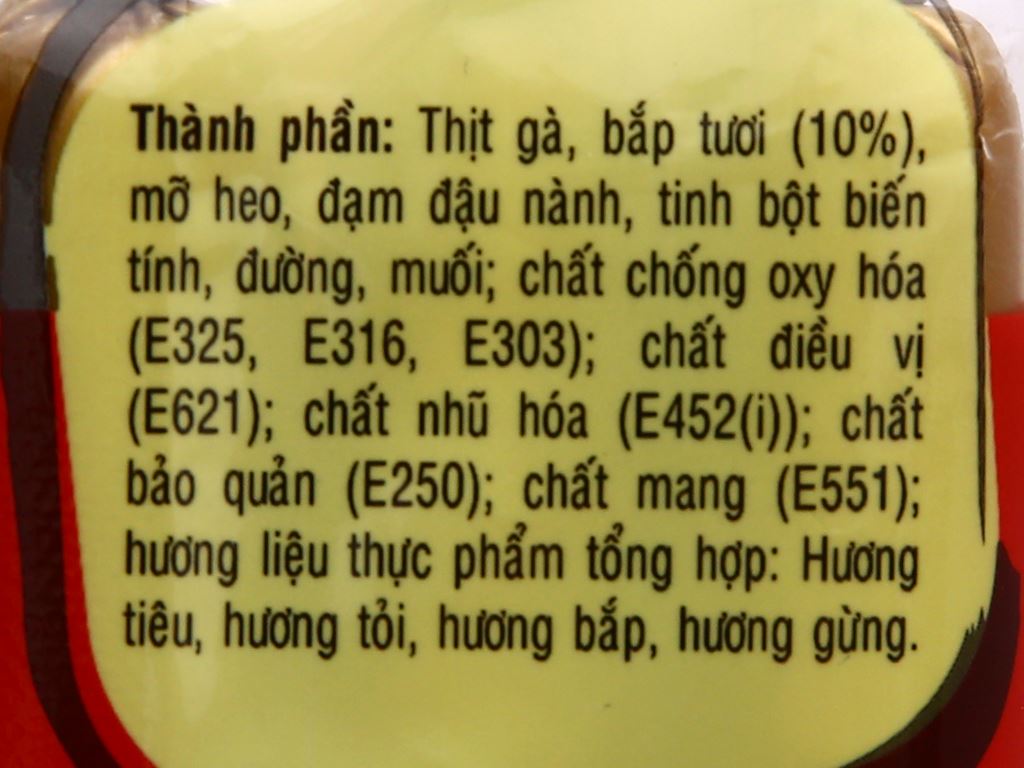 Thành phần: Thịt gà, bắp tươi (10%),
mỡ heo, đạm đậu nành, tinh bột biến
tính, đường, muối; chất chống oxy hóa
(E325, E316, E303); chất điều vị
(E621); chất nhũ hóa (E452(i)); chất
bảo quản (E250); chất mang (E551);
hương liệu thực phẩm tổng hợp: Hương
tiêu, hương tỏi, hương bắp, hương gừng.